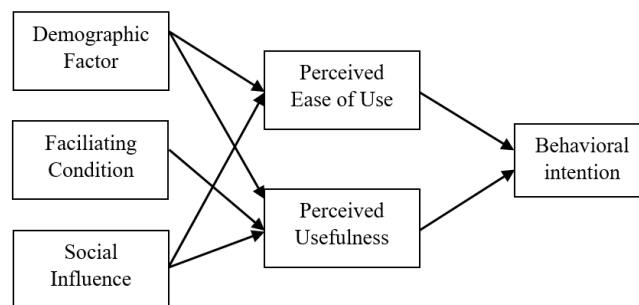 Demographic
Factor
Perceived
Ease of Use
Faciliating
Condition
Behavioral
intention
Perceived
Usefulness
Social
Influence